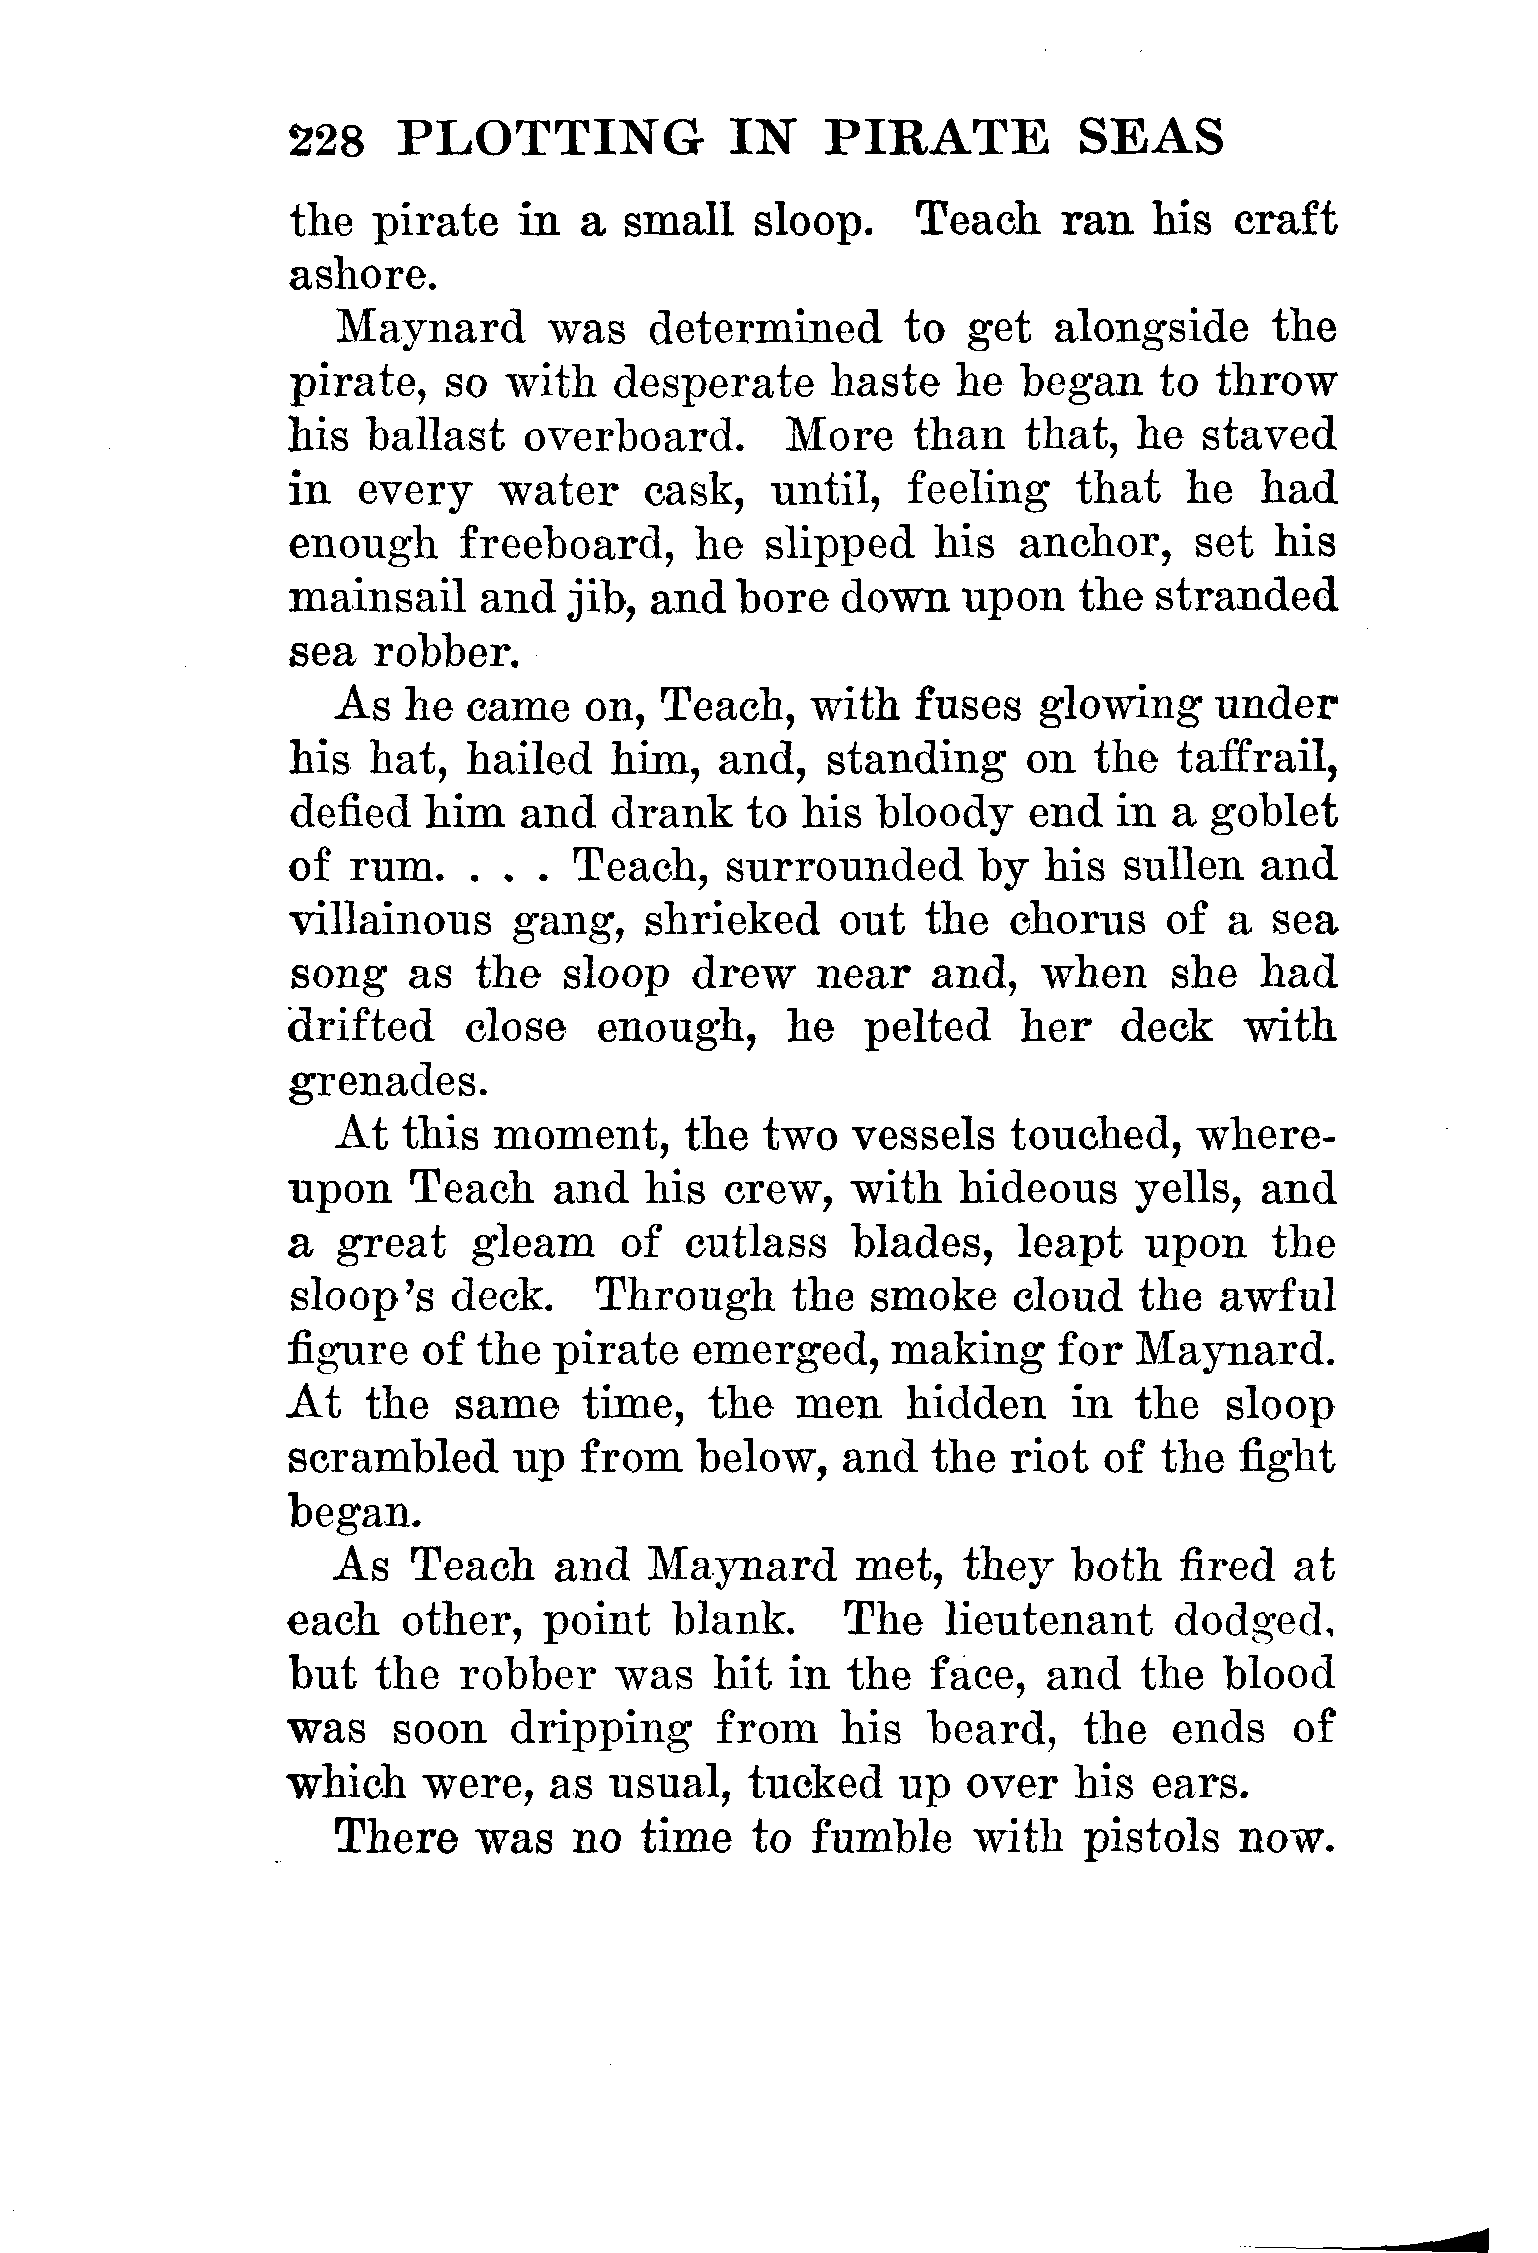 228 PLOTTING IN PIRATE SEAS
the pirate in a small sloop. Teach ran his craft
ashore.
Maynard was determined to get alongside the
pirate, so with desperate haste he began to throw
his ballast overboard. More than that, he staved
in every water cask, until, feeling that he had
enough freeboard, he slipped his anchor, set his
mainsail and jib, and bore down upon the stranded
sea robber.
As he came on, Teach, with fuses glowing under
his hat, hailed him, and, standing on the taffrail,
defied him and drank to his bloody end in a goblet
of rum. . . . Teach, surrounded by his sullen and
villainous gang, shrieked out the chorus of a sea
song as the sloop drew near and, when she had
drifted close enough, he pelted her deck with
grenades.
At this moment, the two vessels touched, where-
upon Teach and his crew, with hideous yells, and
a great gleam of cutlass blades, leapt upon the
sloop's deck. Through the smoke cloud the awful
figure of the pirate emerged, making for Maynard.
At the same time, the men hidden in the sloop
scrambled up from below, and the riot of the fight
began.
As Teach and Maynard met, they both fired at
each other, point blank. The lieutenant dodged,
but the robber was hit in the face, and the blood
was soon dripping from his beard, the ends of
which were, as usual, tucked up over his ears.
There was no time to fumble with pistols now.